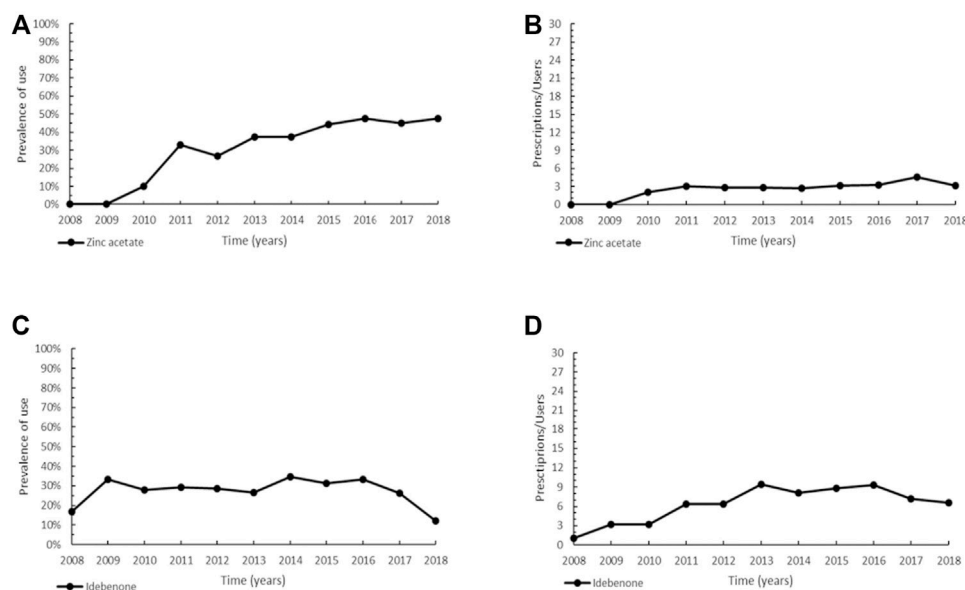 A
100%
90%
80%
70%
60%
50%
40%
30%
20%
10%
0%
Prevalence of use
2008 2009 2010 2011 2012 2013 2014 2015 2016 2017 2018
Zinc acetate
Time (years)
B
30
27
24
21
18
15
12
9
6
3
0
Prescriptions/Users
2008 2009 2010 2011 2012 2013 2014 2015 2016 2017 2018
Zinc acetate
Time (years)
C
100%
90%
80%
70%
60%
50%
40%
30%
20%
10%
0%
Prevalence of use
2008 2009 2010 2011 2012 2013 2014 2015 2016 2017 2018
Idebenone
Time (years)
D
30
27
24
21
18
15
12
9
6
3
0
Presctiprions/Users
2008 2009 2010 2011 2012 2013 2014 2015 2016 2017 2018
Idebenone
Time (years)